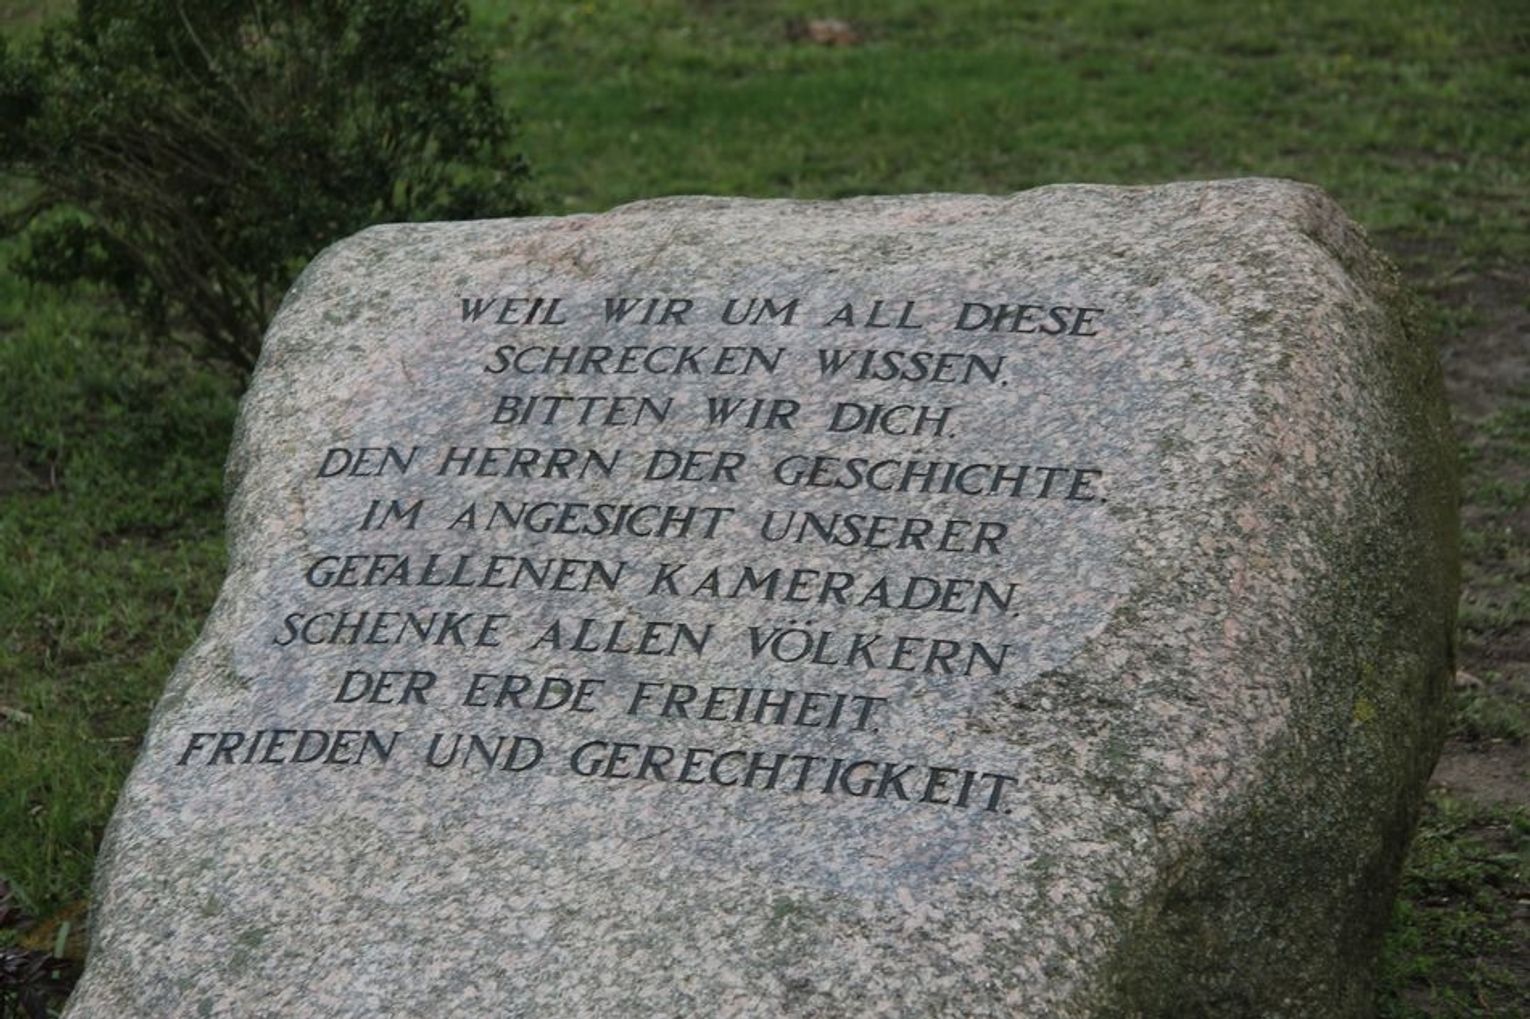 WEIL WIR UM ALL DIESE
SCHRECKEN WISSEN,
BITTEN WIR DICH,
DEN HERRN DER GESCHICHTE,
IM ANGESICHT UNSERER
GEFALLENEN KAMERADEN,
SCHENKE ALLEN VÖLKERN
DER ERDE FREIHEIT,
FRIEDEN UND GERECHTIGKEIT.